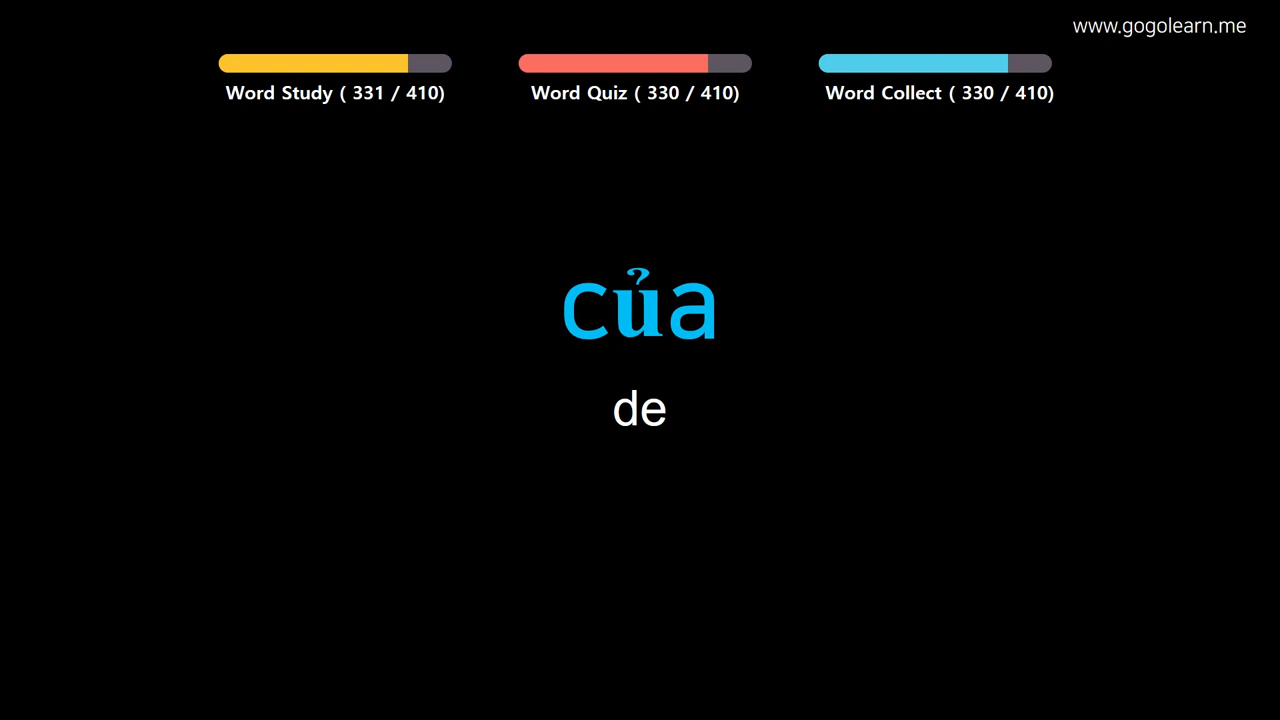 www.gogolearn.me
Word Study ( 331 / 410)
Word Quiz ( 330 / 410)
Word Collect ( 330 / 410)
của
de